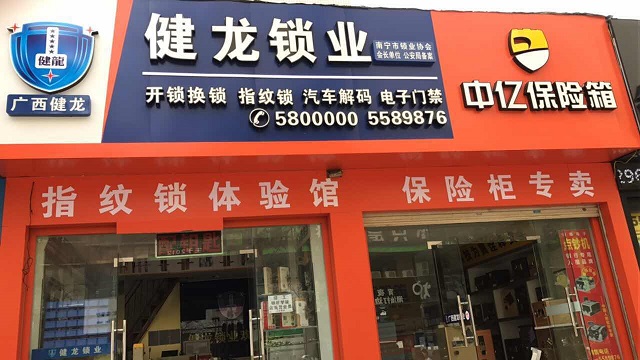 健龍
广西健龙
健龙锁业
南宁市锁业协会
会长单位 公安局备案
开锁换锁 指纹锁 汽车解码 电子门禁
5800000 5589876
中亿保险箱
指纹锁体验馆 保险柜专卖
健龙锁业